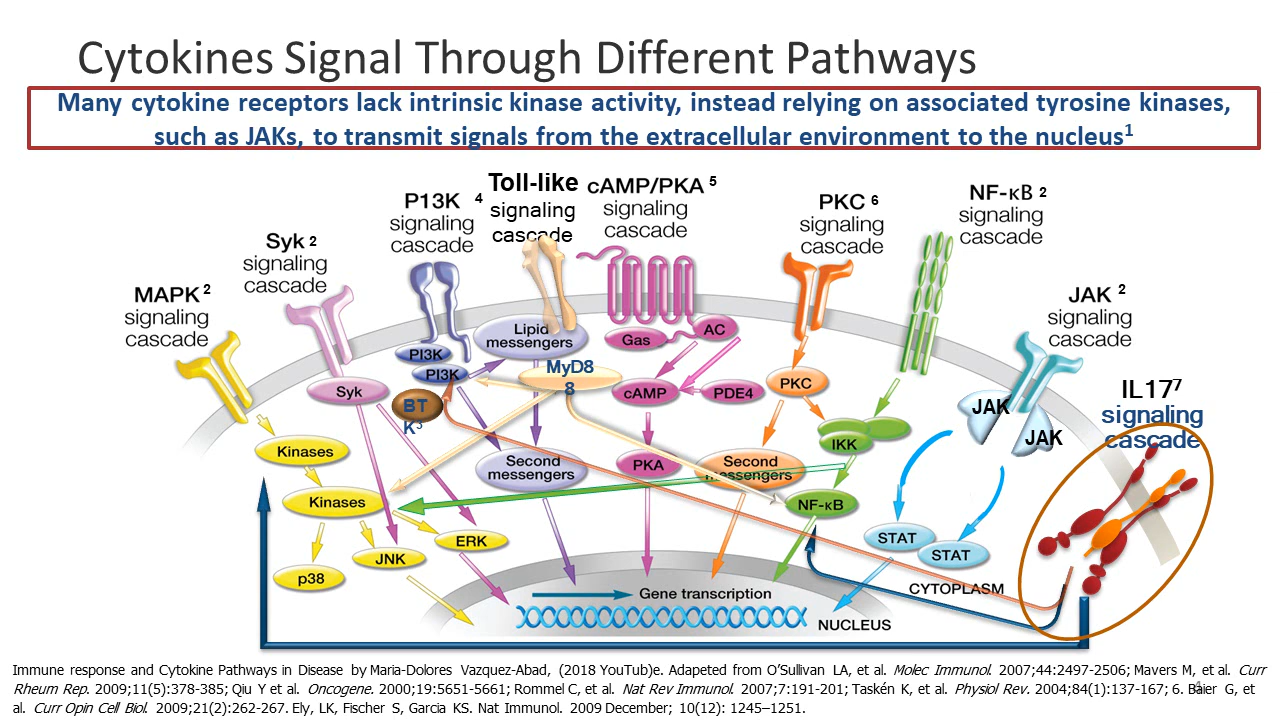 Cytokines Signal Through Different Pathways
Many cytokine receptors lack intrinsic kinase activity, instead relying on associated tyrosine kinases,
such as JAKs, to transmit signals from the extracellular environment to the nucleus1
MAPK 2
signaling
cascade
Syk 2
signaling
cascade
P13K 4
signaling
cascade
Toll-like
signaling
cascade
cAMP/PKA 5
signaling
cascade
PKC 6
signaling
cascade
NF-κB 2
signaling
cascade
JAK 2
signaling
cascade
IL17 7
signaling
cascade
PI3K
PI3K
BT
K3
Lipid
messengers
MyD8
8
Gas
AC
cAMP
PDE4
PKC
Syk
JAK
JAK
Kinases
Kinases
Second
messengers
PKA
Second
messengers
IKK
NF-κB
STAT
STAT
ERK
JNK
p38
CYTOPLASM
Gene transcription
NUCLEUS
Immune response and Cytokine Pathways in Disease by Maria-Dolores Vazquez-Abad, (2018 YouTub)e. Adapeted from O’Sullivan LA, et al. Molec Immunol. 2007;44:2497-2506; Mavers M, et al. Curr
Rheum Rep. 2009;11(5):378-385; Qiu Y et al. Oncogene. 2000;19:5651-5661; Rommel C, et al. Nat Rev Immunol. 2007;7:191-201; Taskén K, et al. Physiol Rev. 2004;84(1):137-167; 6. Baier G, et
al. Curr Opin Cell Biol. 2009;21(2):262-267. Ely, LK, Fischer S, Garcia KS. Nat Immunol. 2009 December; 10(12): 1245–1251.